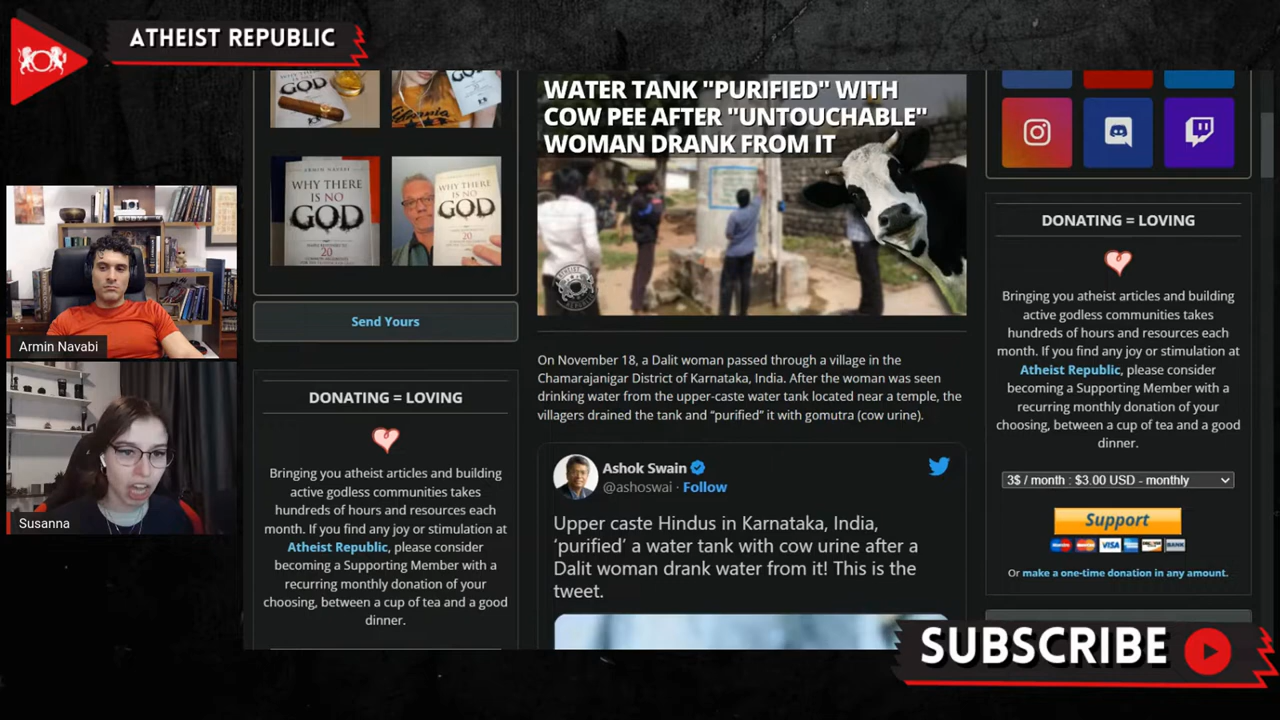 ATHEIST REPUBLIC
WHY THERE
IS NO
GOD
WHY THERE
IS NO
GOD
20
Send Yours
DONATING = LOVING
Bringing you atheist articles and building
active godless communities takes
hundreds of hours and resources each
month. If you find any joy or stimulation at
Atheist Republic, please consider
becoming a Supporting Member with a
recurring monthly donation of your
choosing, between a cup of tea and a good
dinner.
WATER TANK "PURIFIED" WITH
COW PEE AFTER "UNTOUCHABLE"
WOMAN DRANK FROM IT
On November 18, a Dalit woman passed through a village in the
Chamarajanigar District of Karnataka, India. After the woman was seen
drinking water from the upper-caste water tank located near a temple, the
villagers drained the tank and “purified” it with gomutra (cow urine).
Ashok Swain
@ashoswai · Follow
Upper caste Hindus in Karnataka, India,
‘purified’ a water tank with cow urine after a
Dalit woman drank water from it! This is the
tweet.
DONATING = LOVING
Bringing you atheist articles and building
active godless communities takes
hundreds of hours and resources each
month. If you find any joy or stimulation at
Atheist Republic, please consider
becoming a Supporting Member with a
recurring monthly donation of your
choosing, between a cup of tea and a good
dinner.
3$ / month : $3.00 USD - monthly
Support
VISA
BANK
Or make a one-time donation in any amount.
Armin Navabi
Susanna
SUBSCRIBE